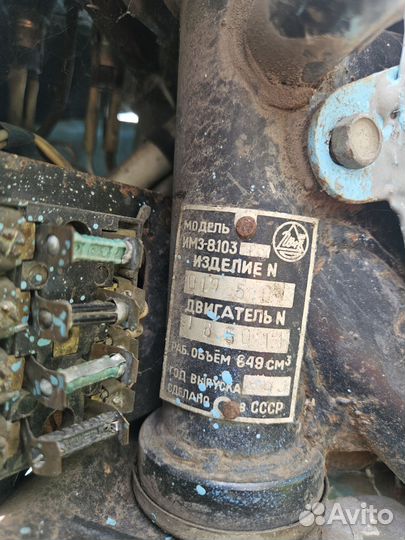 МОДЕЛЬ
ИМЗ-8.103
ИЗДЕЛИЕ N
ДВИГАТЕЛЬ N
РАБ. ОБЪЕМ 649 СМ³
ГОД ВЫПУСКА
СДЕЛАНО В СССР
Avito